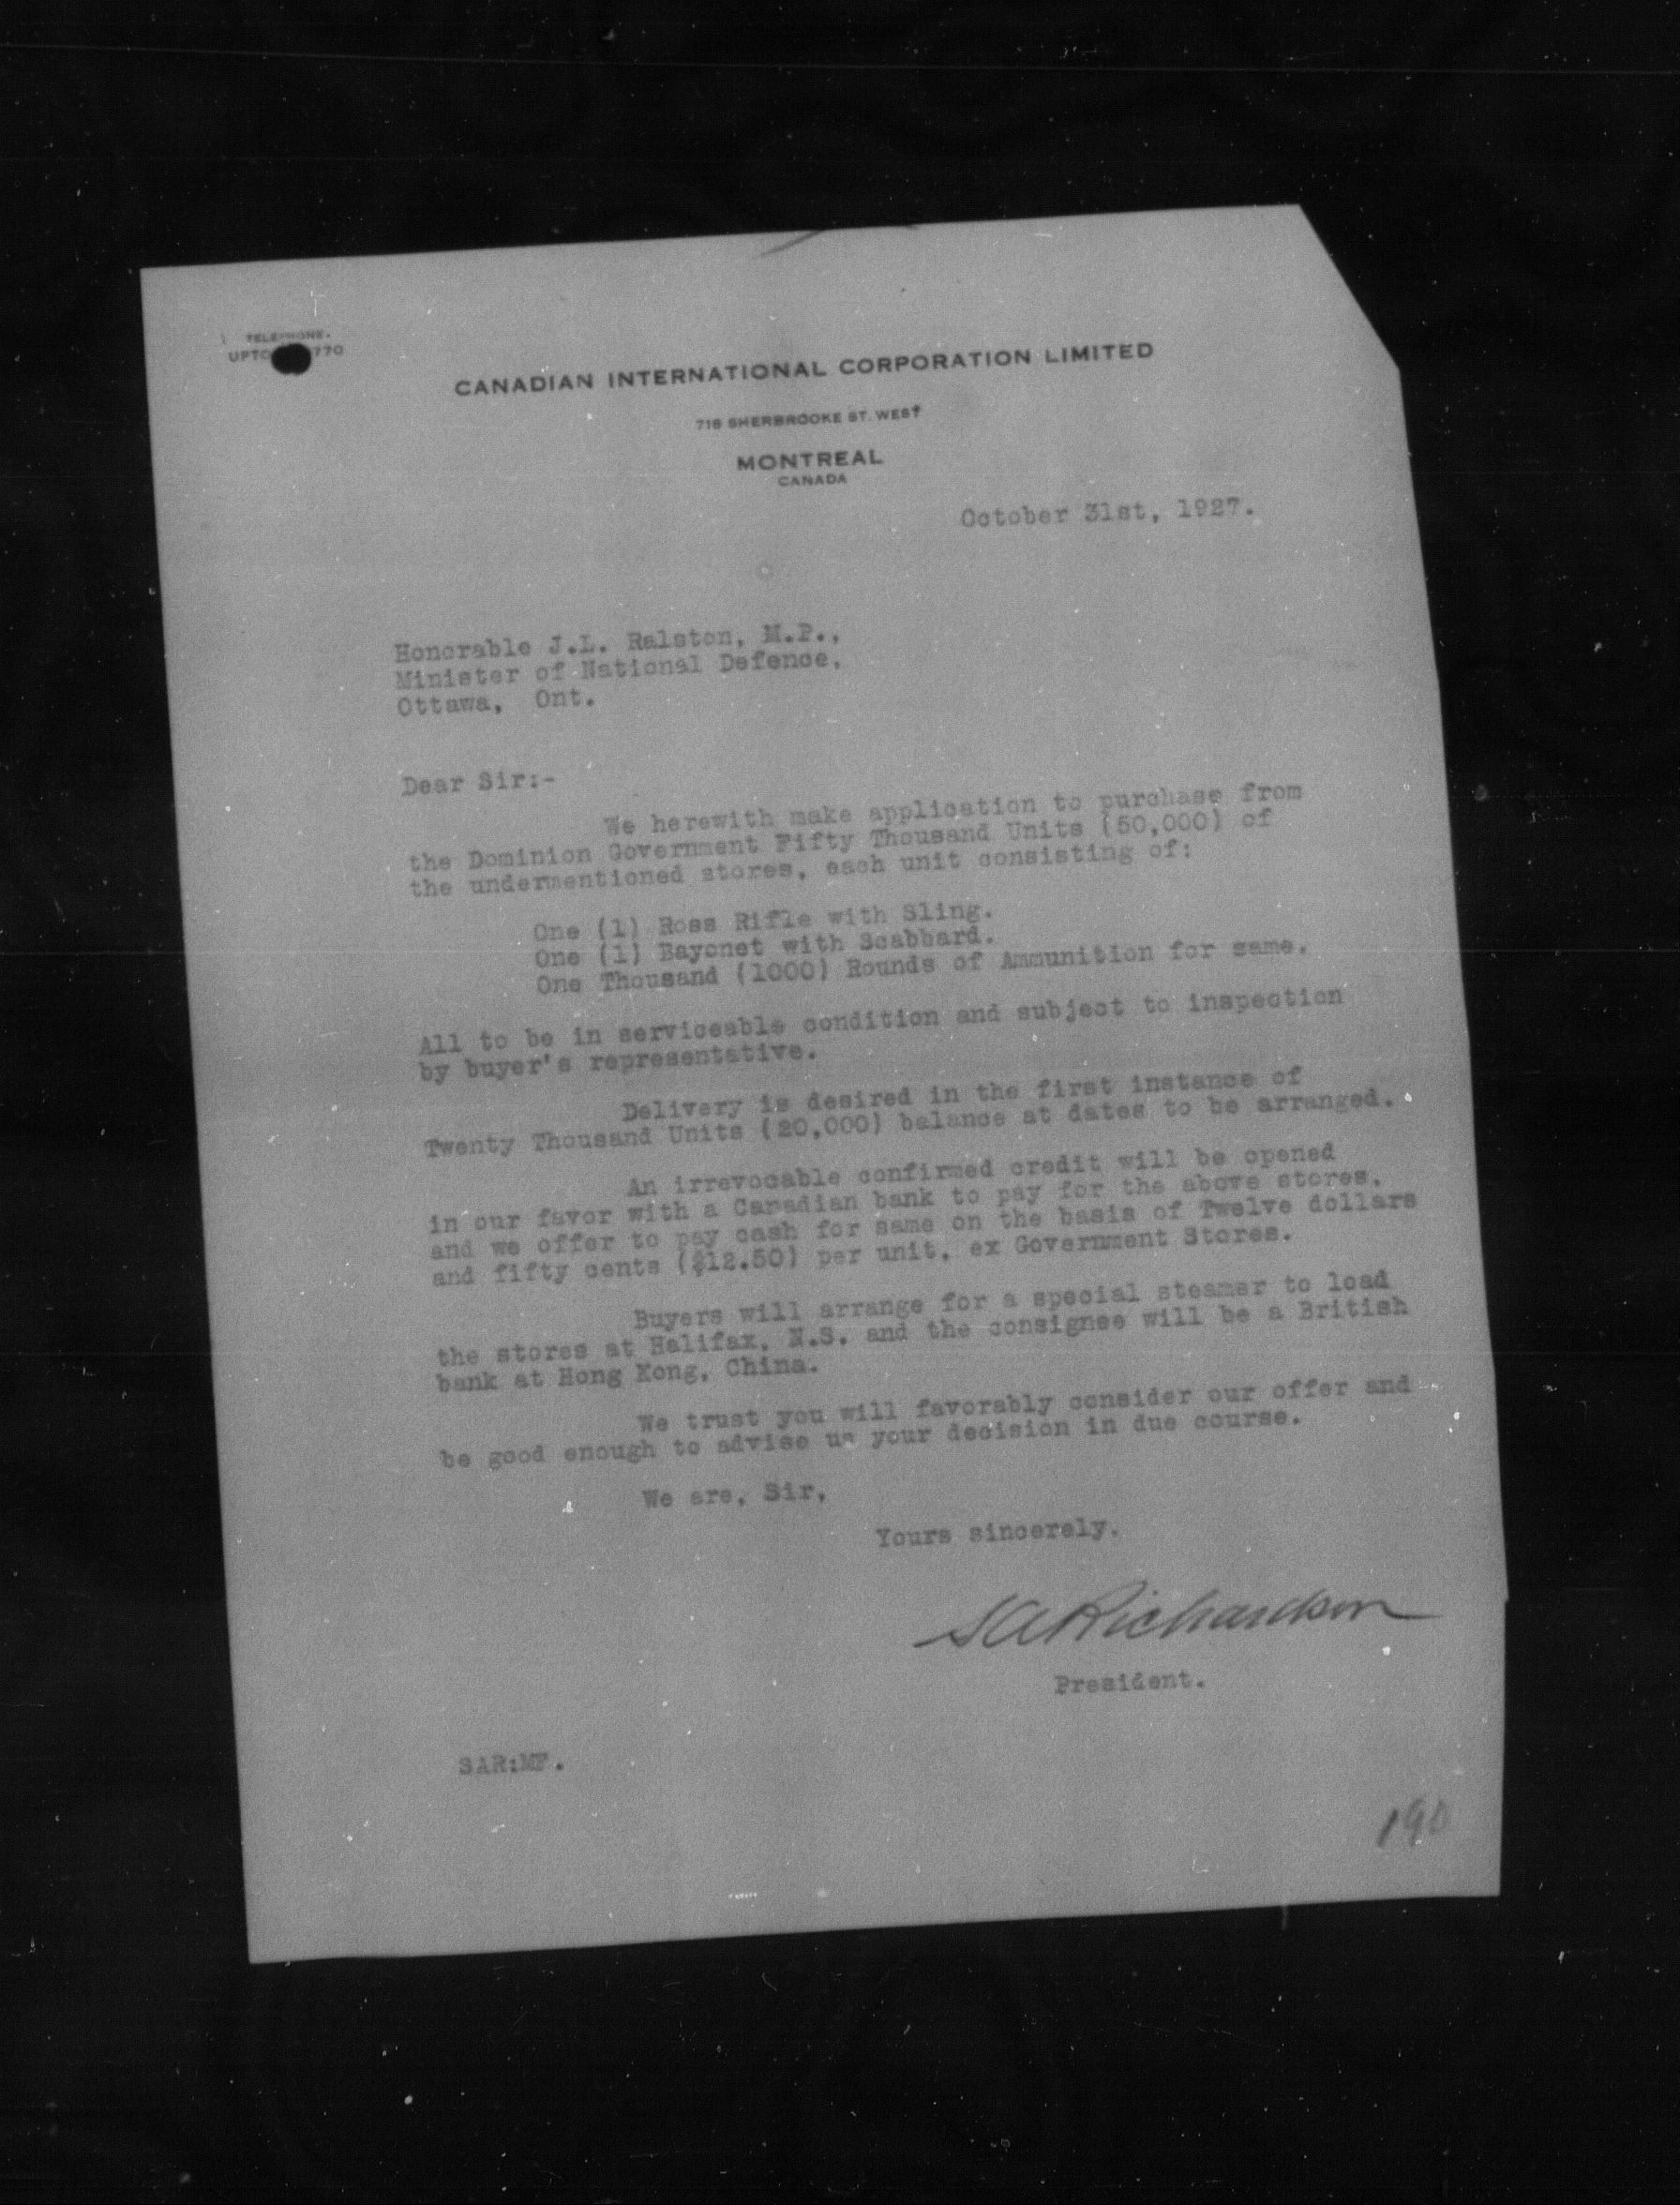 TELEPHONE.
770
CANADIAN INTERNATIONAL CORPORATION LIMITED
718 SHERBROOKE ST. WEST
MONTREAL
CANADA
October 31st, 1927.
Honorable J.L. Ralston, M.P.,
Minister of National Defence,
Ottawa, Ont.
Dear Sir:-
We herewith make application to purchase from
the Dominion Government Fifty Thousand Units (50,000) of
the undermentioned stores, each unit consisting of:
One (1) Ross Rifle with Sling.
One (1) Bayonet with Scabbard.
One Thousand (1000) Rounds of Ammunition for same.
All to be in serviceable condition and subject to inspection
by buyer's representative.
Delivery is desired in the first instance of
Twenty Thousand Units (20,000) balance at dates to be arranged.
An irrevocable confirmed credit will be opened
in our favor with a Canadian bank to pay for the above stores,
and we offer to pay cash for same on the basis of Twelve dollars
and fifty cents ($12.50) per unit, ex Government Stores.
Buyers will arrange for a special steamer to load
the stores at Halifax, N.S. and the consignee will be a British
bank at Hong Kong, China.
We trust you will favorably consider our offer and
be good enough to advise us your decision in due course.
We are, Sir,
Yours sincerely,
SARichardson
President.
SAR:MF.
190